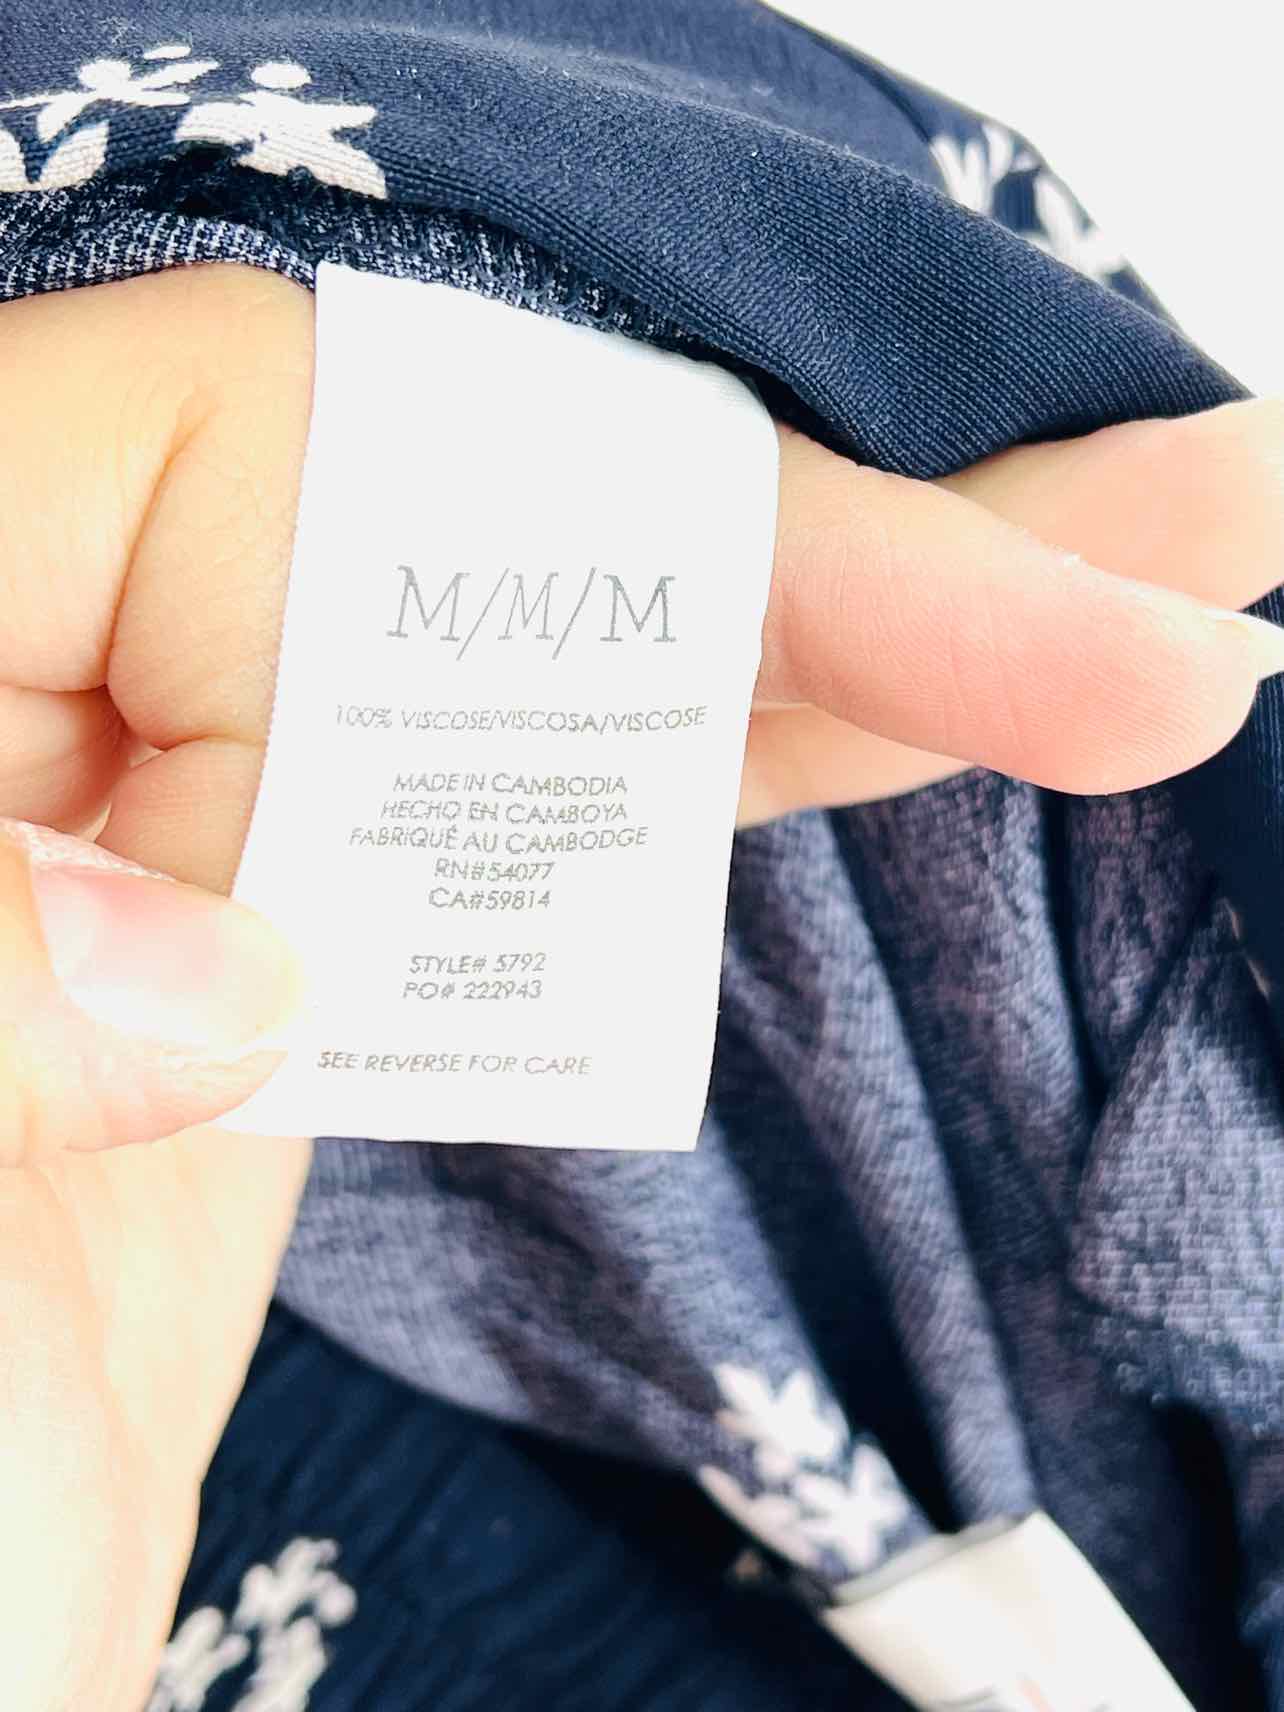 M/M/M
100% VISCOSE/VISCOSA/VISCOSE
MADE IN CAMBODIA
HECHO EN CAMBOYA
FABRIQUÉ AU CAMBODGE
RN#54077
CA#59814
STYLE# 5792
PO# 222943
SEE REVERSE FOR CARE